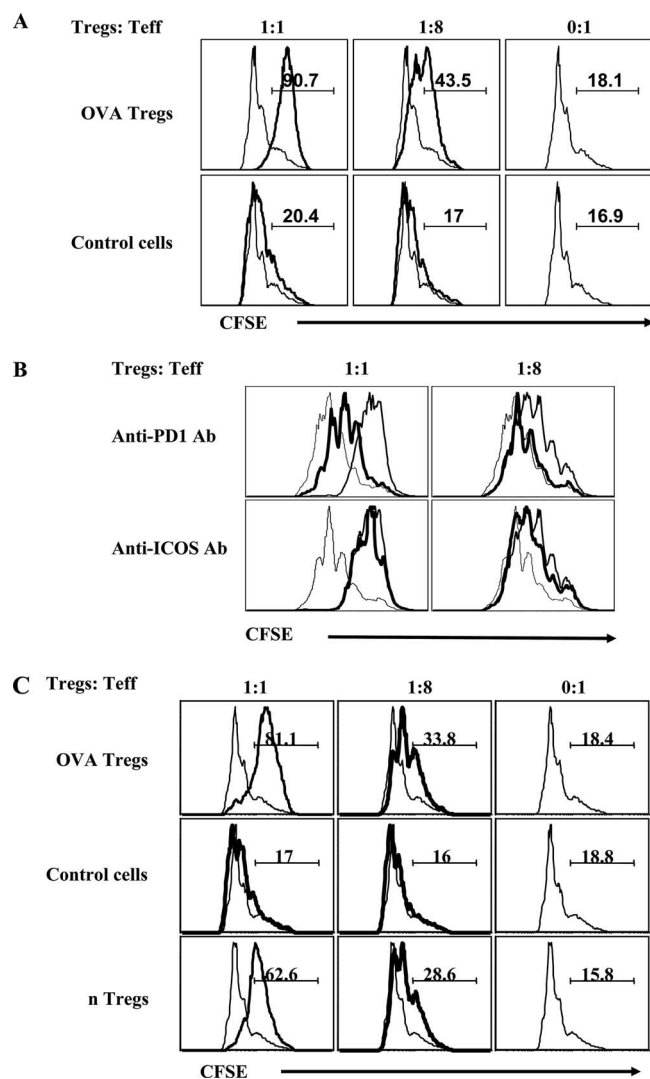 A
Tregs: Teff 1:1 1:8 0:1
OVA Tregs 90.7 43.5 18.1
Control cells 20.4 17 16.9
CFSE
B
Tregs: Teff
1:1 1:8
Anti-PD1 Ab
Anti-ICOS Ab
CFSE
C Tregs: Teff
1:1 1:8 0:1
OVA Tregs 81.1 33.8 18.4
Control cells 17 16 18.8
n Tregs 62.6 28.6 15.8
CFSE